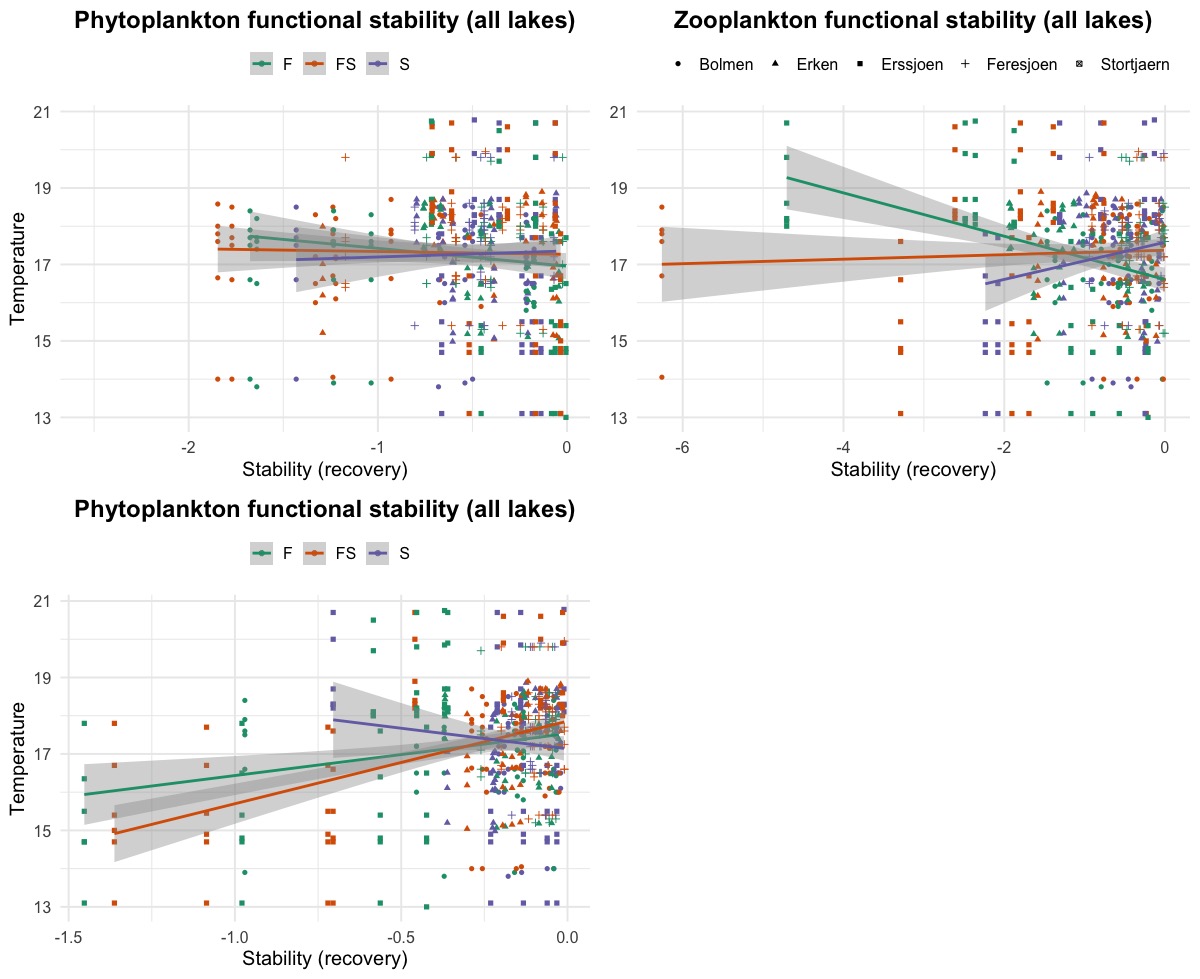 Phytoplankton functional stability (all lakes)
F FS S
21
19
17
15
13
Temperature
-2 -1 0
Stability (recovery)
Zooplankton functional stability (all lakes)
Bolmen Erken Erssjoen Feresjoen Stortjaern
21
19
17
15
13
-6 -4 -2 0
Stability (recovery)
Phytoplankton functional stability (all lakes)
F FS S
21
19
17
15
13
Temperature
-1.5 -1.0 -0.5 0.0
Stability (recovery)